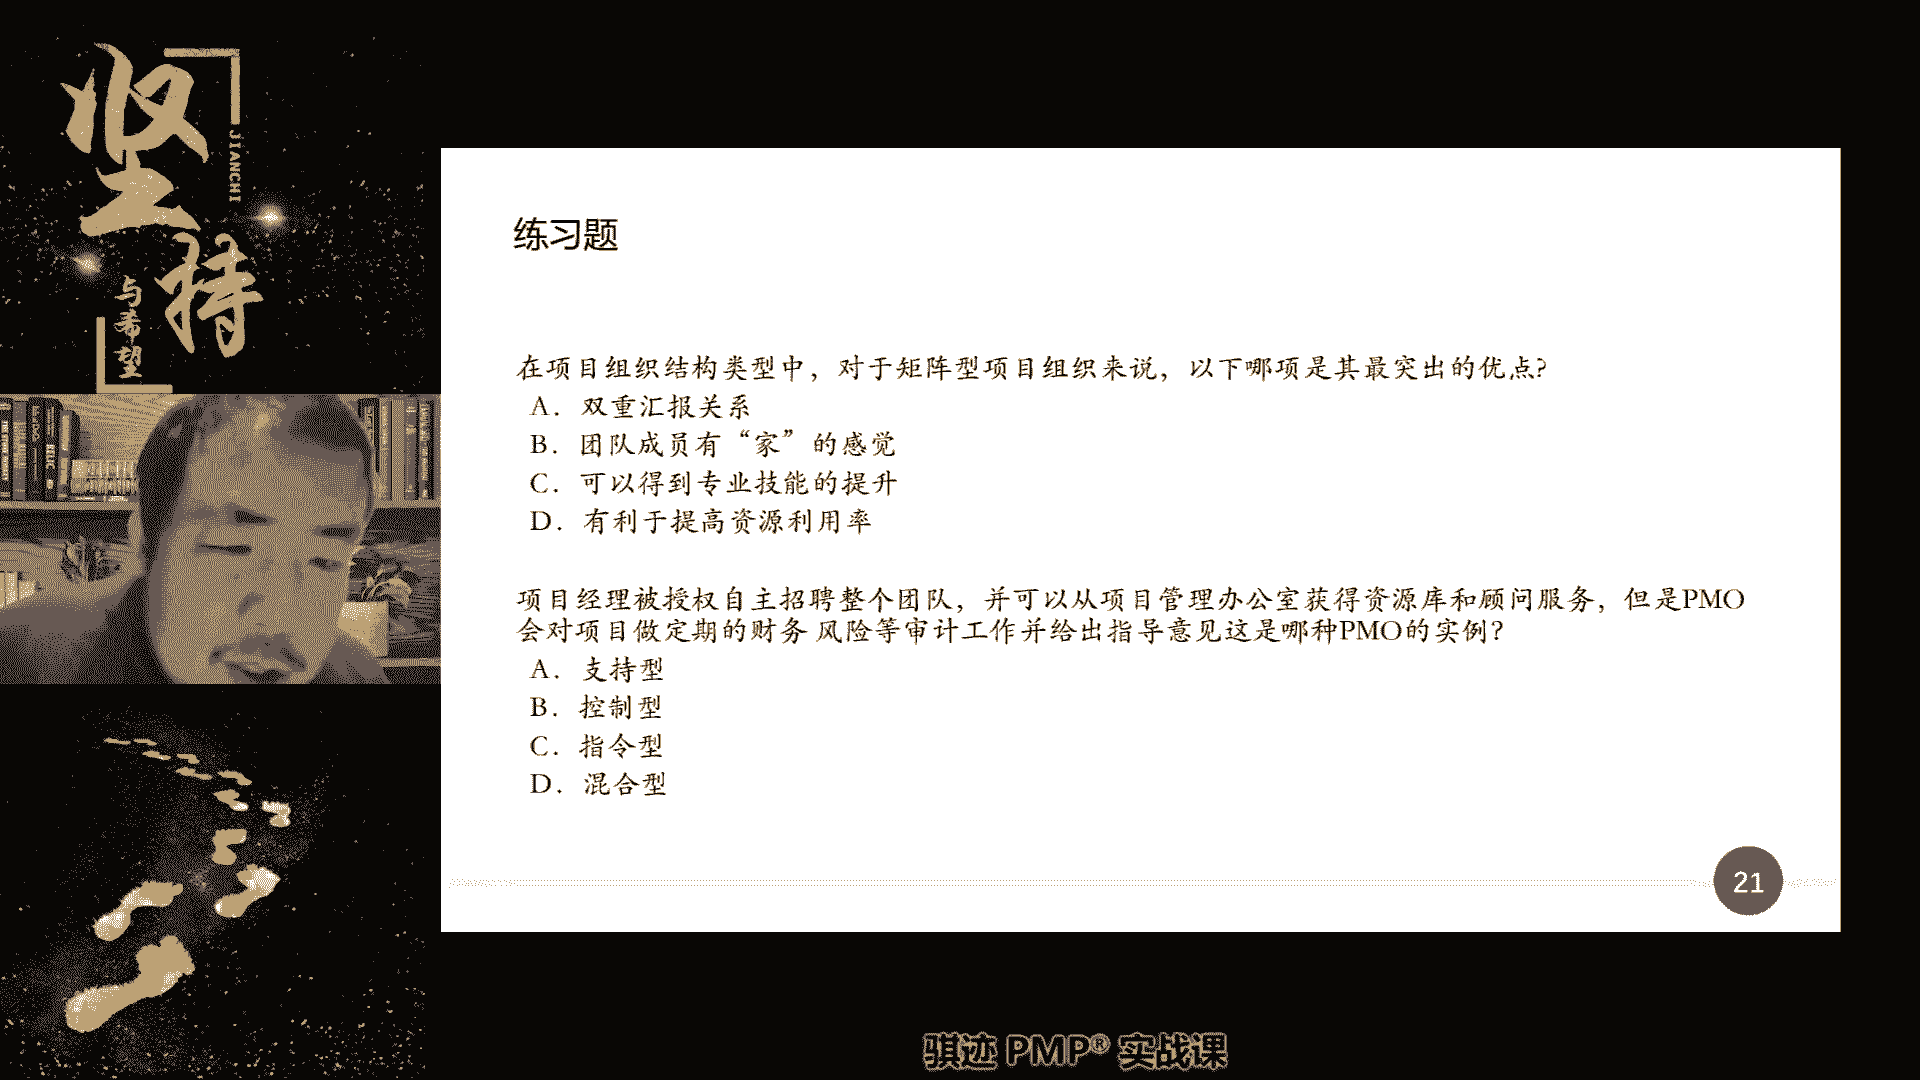 坚持
JIANCHI
与希望
练习题
在项目组织结构类型中，对于矩阵型项目组织来说，以下哪项是其最突出的优点?
A．双重汇报关系
B．团队成员有“家”的感觉
C．可以得到专业技能的提升
D．有利于提高资源利用率
项目经理被授权自主招聘整个团队，并可以从项目管理办公室获得资源库和顾问服务，但是PMO
会对项目做定期的财务 风险等审计工作并给出指导意见这是哪种PMO的实例?
A．支持型
B．控制型
C．指令型
D．混合型
21
骐迹 PMP® 实战课